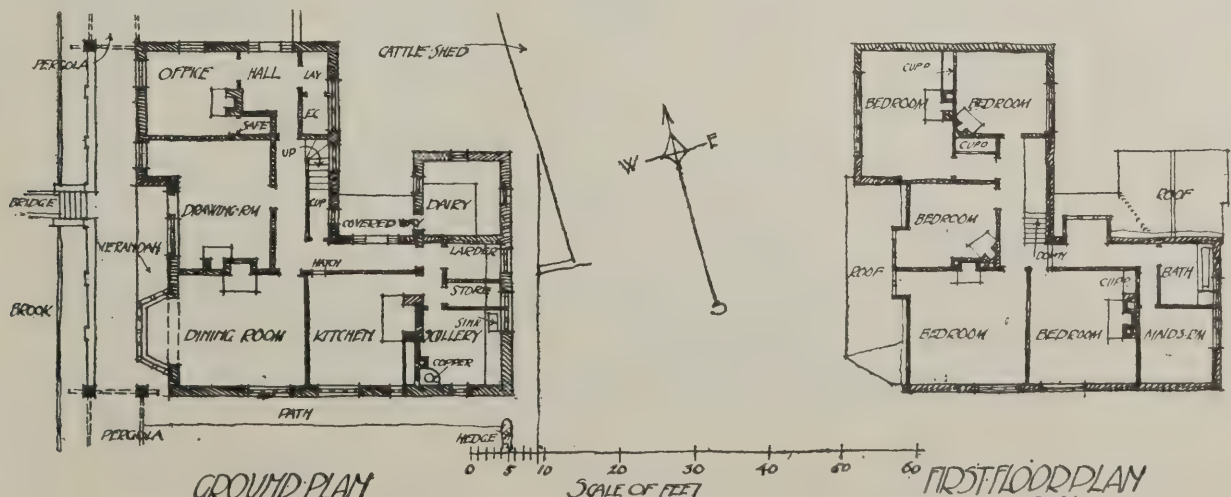 PERGOLA
OFFICE
HALL
LAV
E.C.
SAFE
UP
CUP
CATTLE·SHED
BRIDGE
DRAWING·RM
COVERED WAY
DAIRY
VERANDAH
HATCH
LARDER
STORE
BROOK
DINING ROOM
KITCHEN
SINK
SCULLERY
COPPER
PATH
PERGOLA
HEDGE
GROUND·PLAN
W
E
0 5 10 20 30 40 50 60
SCALE OF FEET
CUPD
BEDROOM
BEDROOM
CUPD
ROOF
BEDROOM
ROOF
DOWN
BATH
CUPD
BEDROOM
BEDROOM
MAIDS·RM
FIRST·FLOOR·PLAN